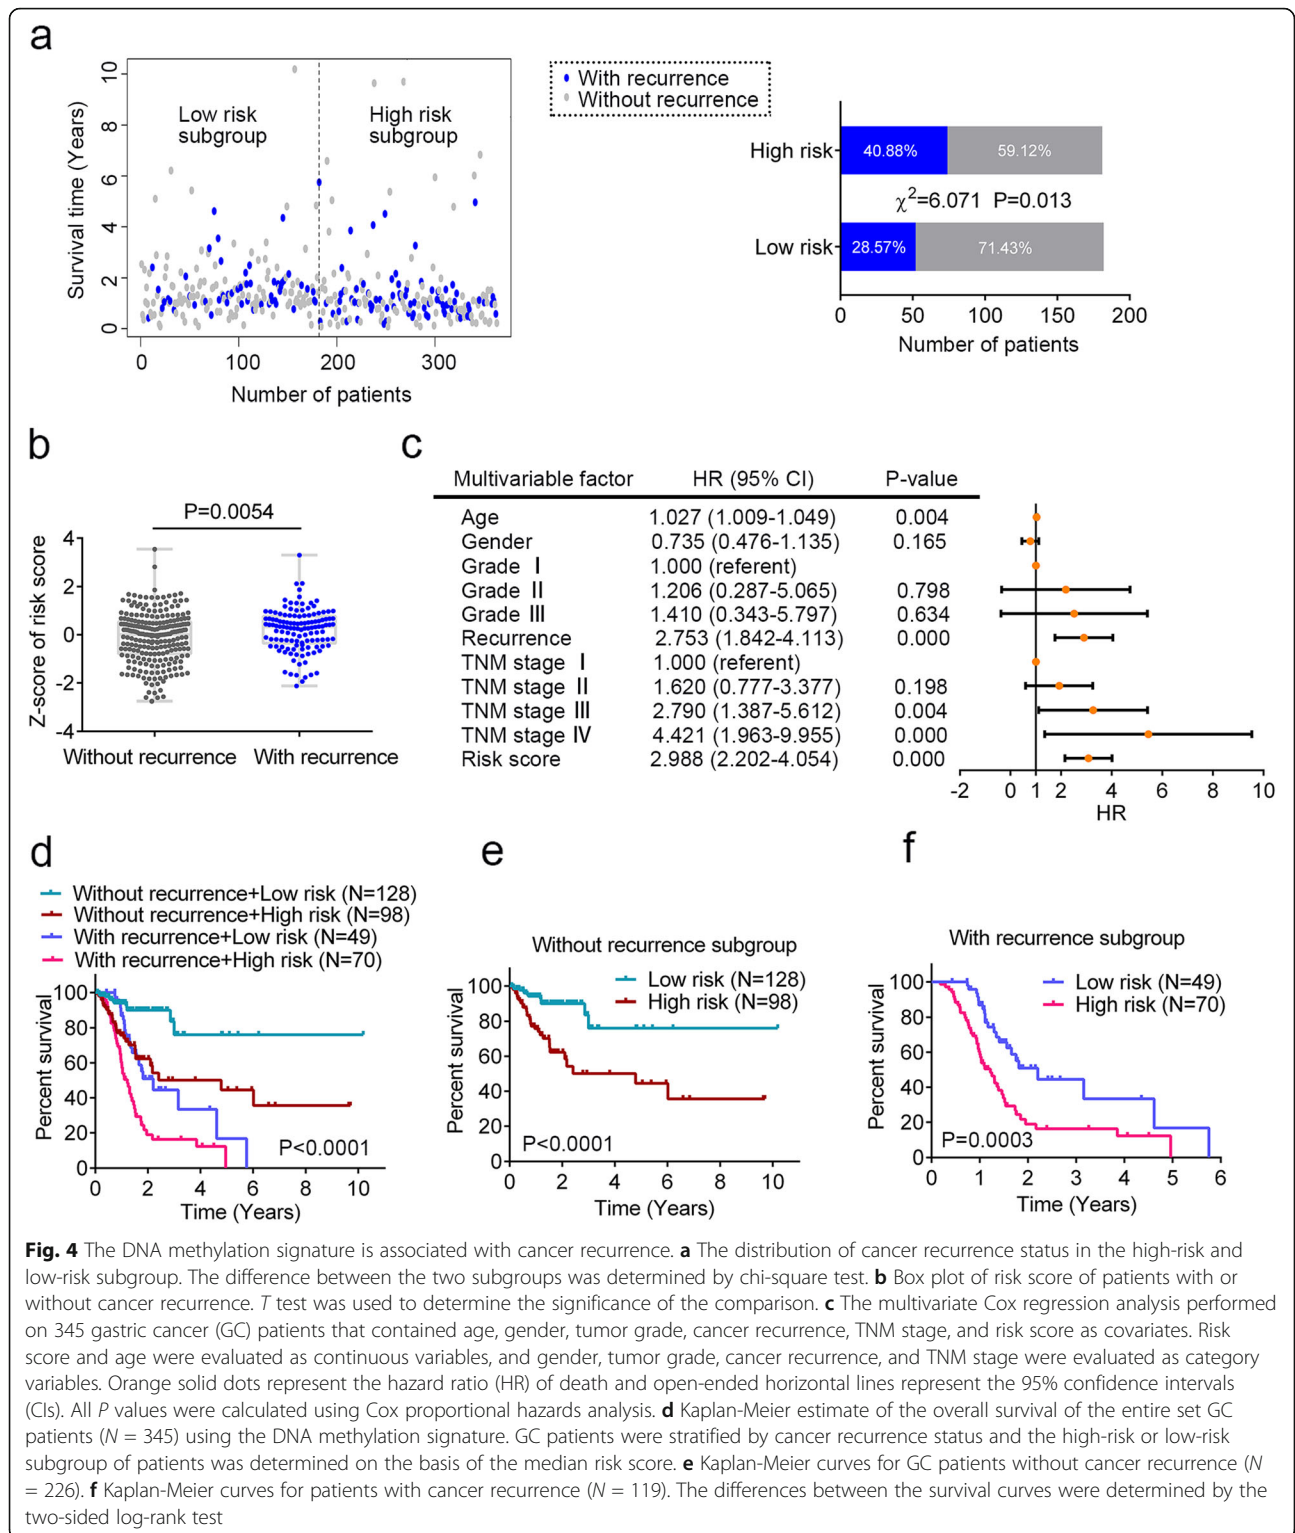 a
10
8
6
4
2
0
Survival time (Years)
Low risk
subgroup
High risk
subgroup
0
100
200
300
Number of patients
With recurrence
Without recurrence
High risk
40.88%
59.12%
χ²=6.071 P=0.013
Low risk
28.57%
71.43%
0
50
100
150
200
Number of patients
b
P=0.0054
4
2
0
-2
-4
Z-score of risk score
Without recurrence
With recurrence
c
Multivariable factor HR (95% CI) P-value
Age 1.027 (1.009-1.049) 0.004
Gender 0.735 (0.476-1.135) 0.165
Grade Ⅰ 1.000 (referent)
Grade Ⅱ 1.206 (0.287-5.065) 0.798
Grade Ⅲ 1.410 (0.343-5.797) 0.634
Recurrence 2.753 (1.842-4.113) 0.000
TNM stage Ⅰ 1.000 (referent)
TNM stage Ⅱ 1.620 (0.777-3.377) 0.198
TNM stage Ⅲ 2.790 (1.387-5.612) 0.004
TNM stage Ⅳ 4.421 (1.963-9.955) 0.000
Risk score 2.988 (2.202-4.054) 0.000
-2 0 1 2 4 6 8 10
HR
d
Without recurrence+Low risk (N=128)
Without recurrence+High risk (N=98)
With recurrence+Low risk (N=49)
With recurrence+High risk (N=70)
100
80
60
40
20
0
Percent survival
P<0.0001
0 2 4 6 8 10
Time (Years)
e
Without recurrence subgroup
Low risk (N=128)
High risk (N=98)
100
80
60
40
20
0
Percent survival
P<0.0001
0 2 4 6 8 10
Time (Years)
f
With recurrence subgroup
Low risk (N=49)
High risk (N=70)
100
80
60
40
20
0
Percent survival
P=0.0003
0 1 2 3 4 5 6
Time (Years)
Fig. 4 The DNA methylation signature is associated with cancer recurrence. a The distribution of cancer recurrence status in the high-risk and
low-risk subgroup. The difference between the two subgroups was determined by chi-square test. b Box plot of risk score of patients with or
without cancer recurrence. T test was used to determine the significance of the comparison. c The multivariate Cox regression analysis performed
on 345 gastric cancer (GC) patients that contained age, gender, tumor grade, cancer recurrence, TNM stage, and risk score as covariates. Risk
score and age were evaluated as continuous variables, and gender, tumor grade, cancer recurrence, and TNM stage were evaluated as category
variables. Orange solid dots represent the hazard ratio (HR) of death and open-ended horizontal lines represent the 95% confidence intervals
(CIs). All P values were calculated using Cox proportional hazards analysis. d Kaplan-Meier estimate of the overall survival of the entire set GC
patients (N = 345) using the DNA methylation signature. GC patients were stratified by cancer recurrence status and the high-risk or low-risk
subgroup of patients was determined on the basis of the median risk score. e Kaplan-Meier curves for GC patients without cancer recurrence (N
= 226). f Kaplan-Meier curves for patients with cancer recurrence (N = 119). The differences between the survival curves were determined by the
two-sided log-rank test